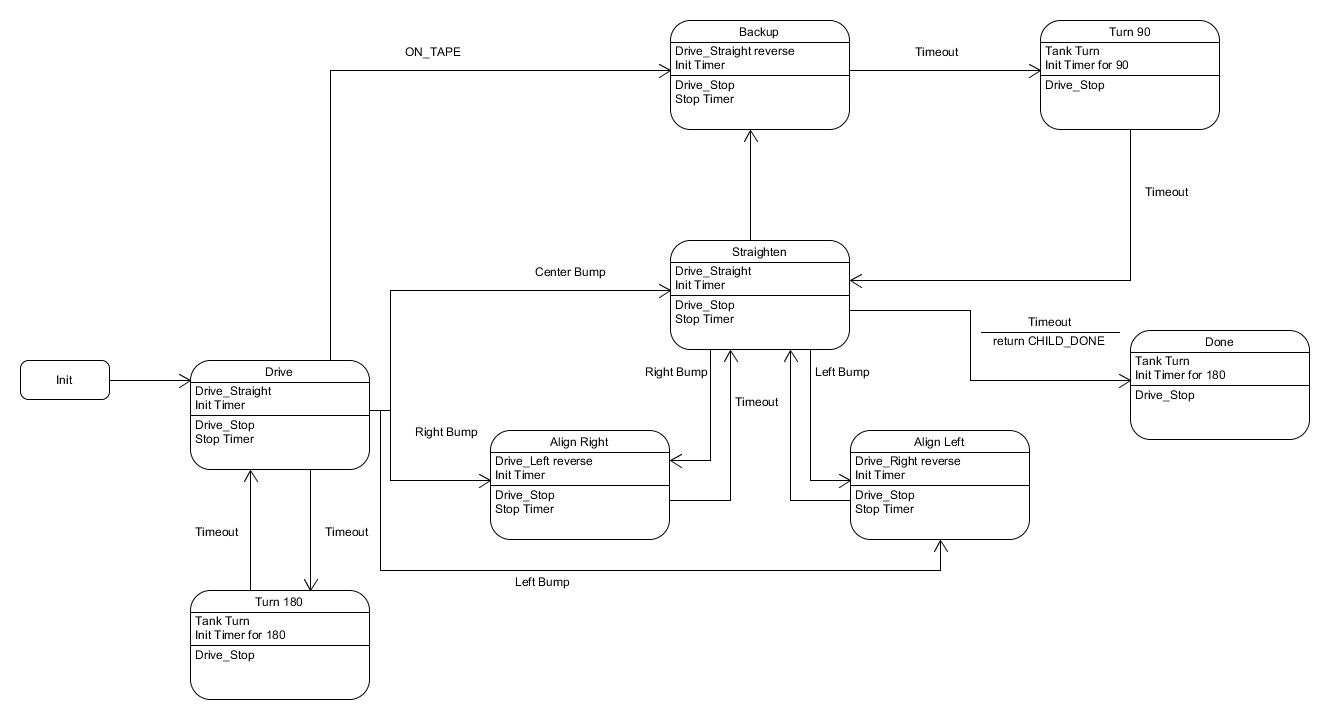 Backup
Drive_Straight reverse
Init Timer
Drive_Stop
Stop Timer
Turn 90
Tank Turn
Init Timer for 90
Drive_Stop
ON_TAPE
Timeout
Timeout
Straighten
Drive_Straight
Init Timer
Drive_Stop
Stop Timer
Center Bump
Timeout
return CHILD_DONE
Done
Tank Turn
Init Timer for 180
Drive_Stop
Init
Drive
Drive_Straight
Init Timer
Drive_Stop
Stop Timer
Right Bump
Left Bump
Timeout
Right Bump
Align Right
Drive_Left reverse
Init Timer
Drive_Stop
Stop Timer
Align Left
Drive_Right reverse
Init Timer
Drive_Stop
Stop Timer
Timeout
Timeout
Left Bump
Turn 180
Tank Turn
Init Timer for 180
Drive_Stop